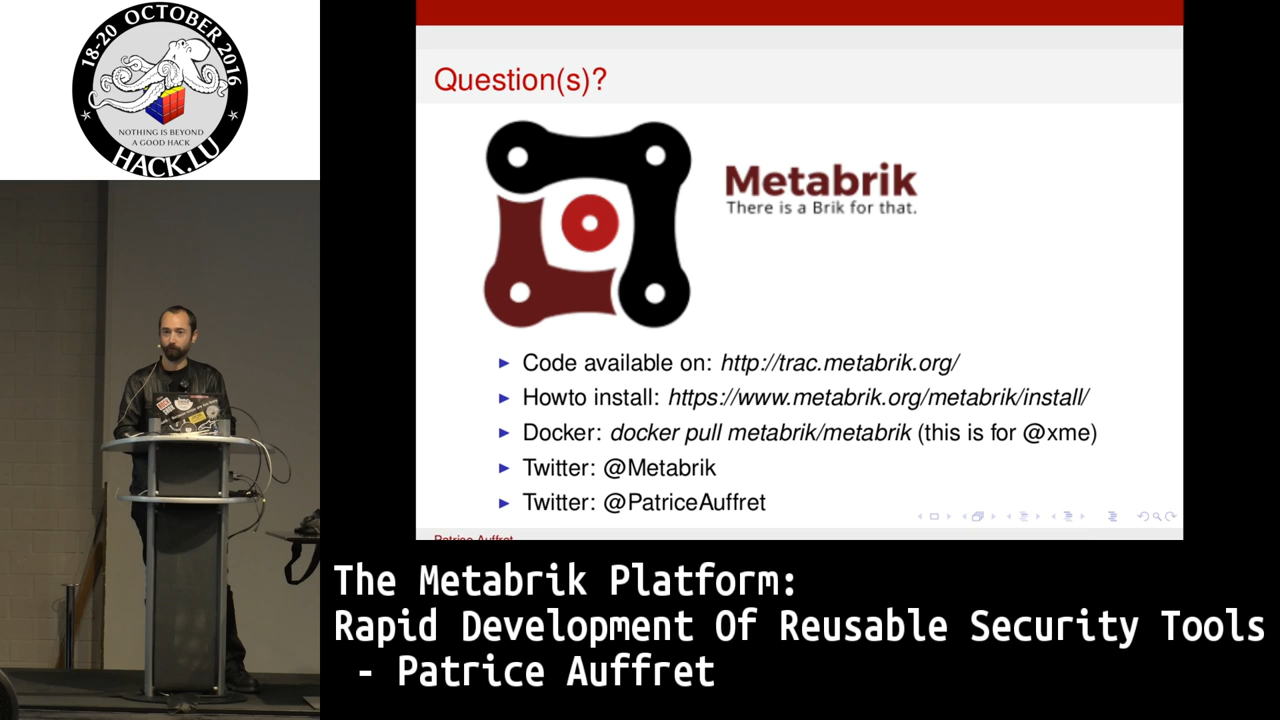 18-20 OCTOBER 2016
NOTHING IS BEYOND
A GOOD HACK
HACK.LU
Question(s)?
Metabrik
There is a Brik for that.
► Code available on: http://trac.metabrik.org/
► Howto install: https://www.metabrik.org/metabrik/install/
► Docker: docker pull metabrik/metabrik (this is for @xme)
► Twitter: @Metabrik
► Twitter: @PatriceAuffret
Patrice Auffret
The Metabrik Platform:
Rapid Development Of Reusable Security Tools
- Patrice Auffret